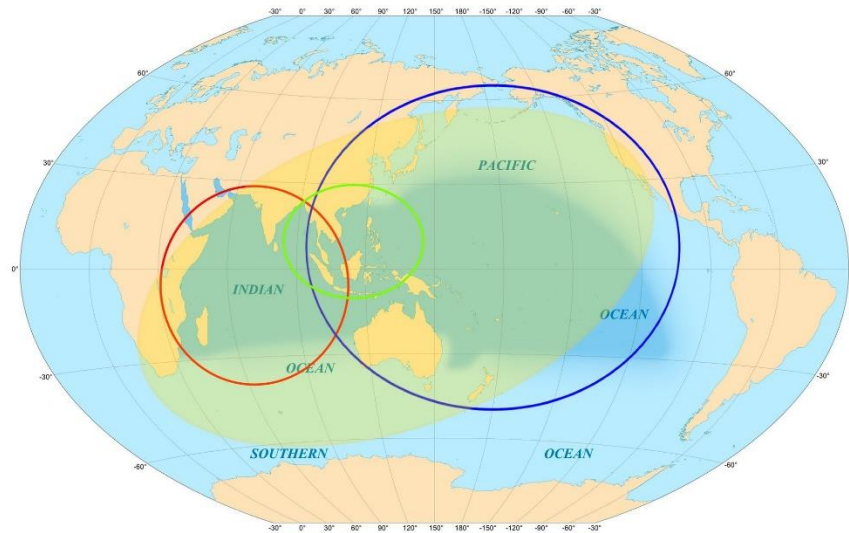 -30° 0° 30° 60° 90° 120° 150° 180° -150° -120° -90° -60° -30°
60° 60°
PACIFIC
30° 30°
0° INDIAN 0°
OCEAN
OCEAN
-30° -30°
SOUTHERN OCEAN
-60° -60°
-30° 0° 30° 60° 90° 120° 150° 180° -150° -120° -90° -60° -30°